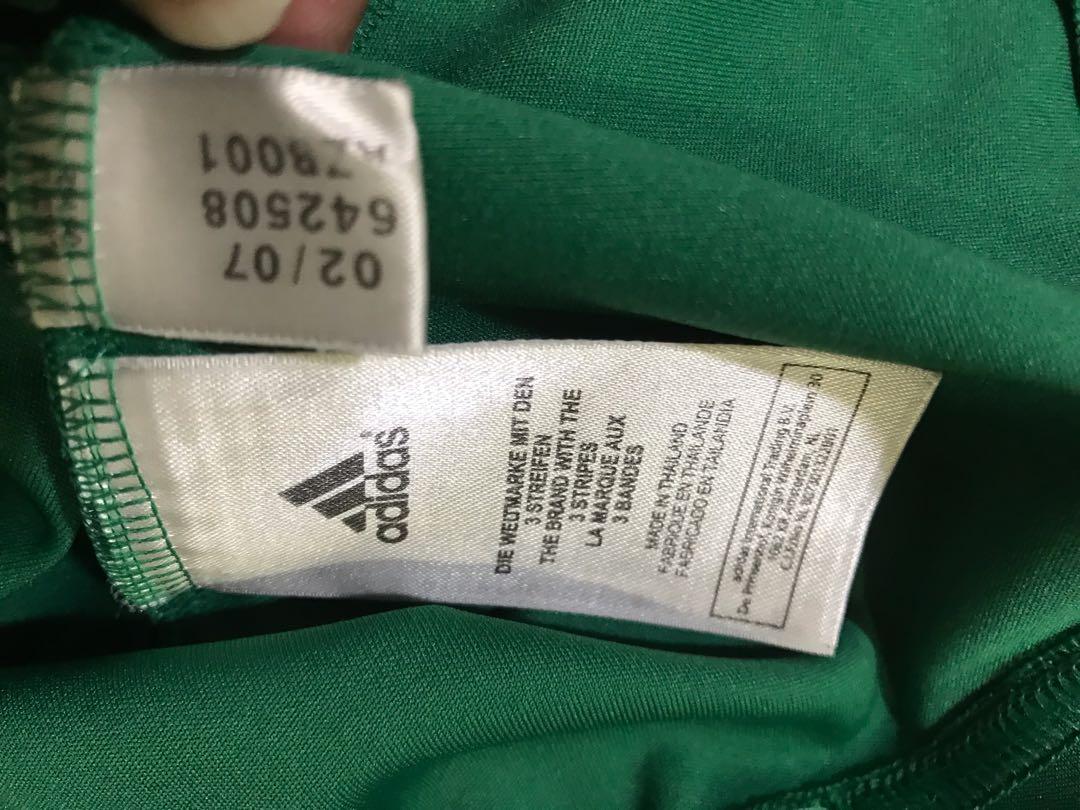 02/07
642508
adidas
DIE WELTMARKE MIT DEN
3 STREIFEN
THE BRAND WITH THE
3 STRIPES
LA MARQUE AUX
3 BANDES
MADE IN THAILAND
FABRIQUE EN THAILANDE
FABRICADO EN TAILANDIA
adidas International Trading B.V.
Amsterdam, N.